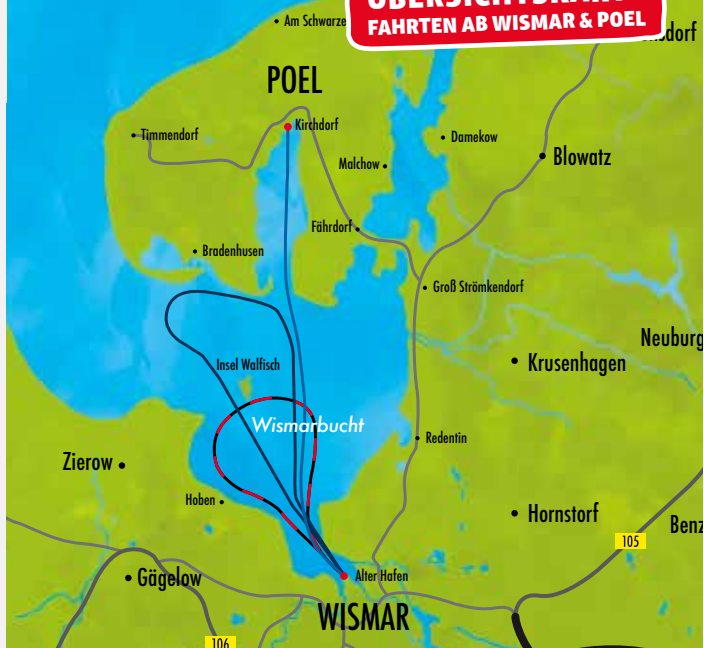 FAHRTEN AB WISMAR & POEL
Am Schwarze
POEL
Kirchdorf
Timmendorf
Damekow
Malchow
Blowatz
Fährdorf
Bradenhusen
Groß Strömkendorf
Neuburg
Insel Walfisch
Krusenhagen
Wismarbucht
Redentin
Zierow
Hoben
Hornstorf
Benz
105
Alter Hafen
Gägelow
WISMAR
106